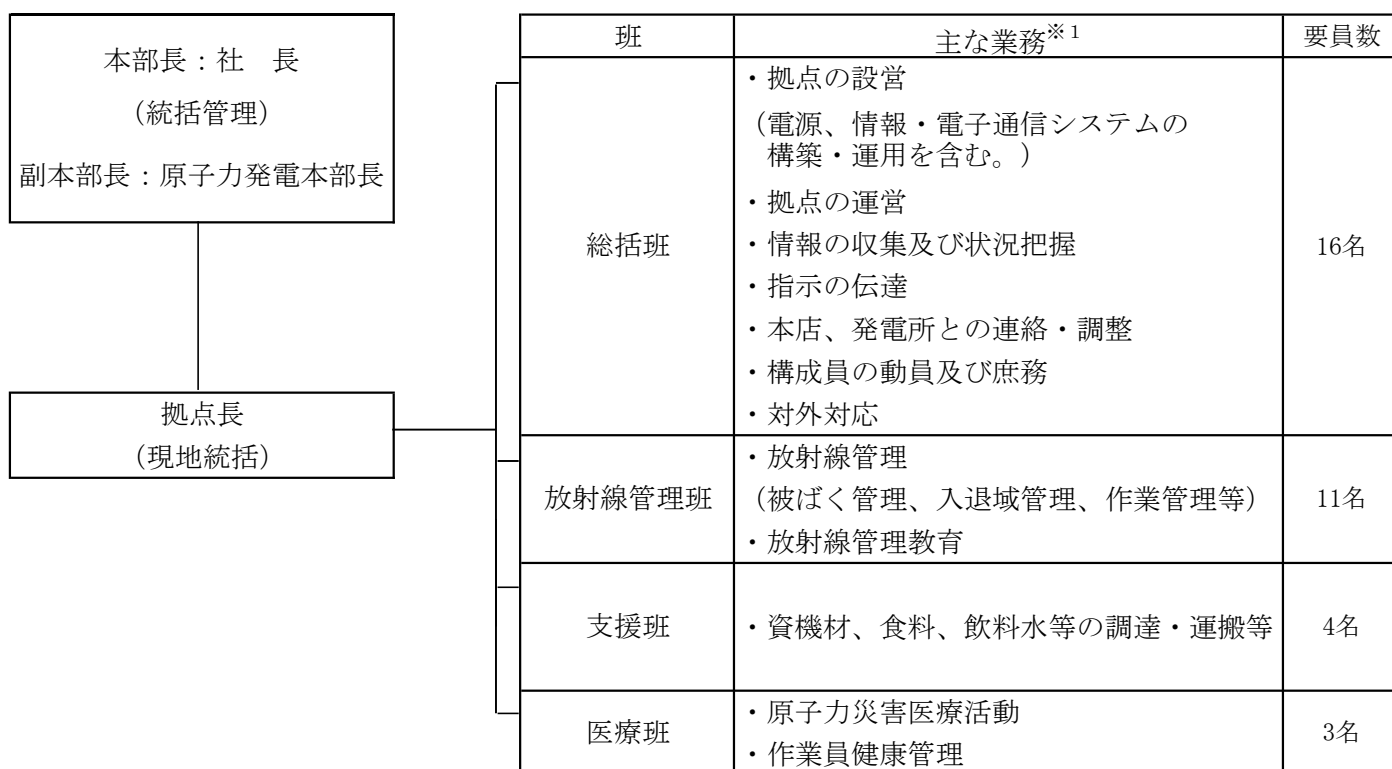 本部長：社　長
（統括管理）
副本部長：原子力発電本部長
拠点長
（現地統括）
班
主な業務※1
要員数
総括班
・拠点の設営
（電源、情報・電子通信システムの
構築・運用を含む。）
・拠点の運営
・情報の収集及び状況把握
・指示の伝達
・本店、発電所との連絡・調整
・構成員の動員及び庶務
・対外対応
16名
放射線管理班
・放射線管理
（被ばく管理、入退域管理、作業管理等）
・放射線管理教育
11名
支援班
・資機材、食料、飲料水等の調達・運搬等
4名
医療班
・原子力災害医療活動
・作業員健康管理
3名